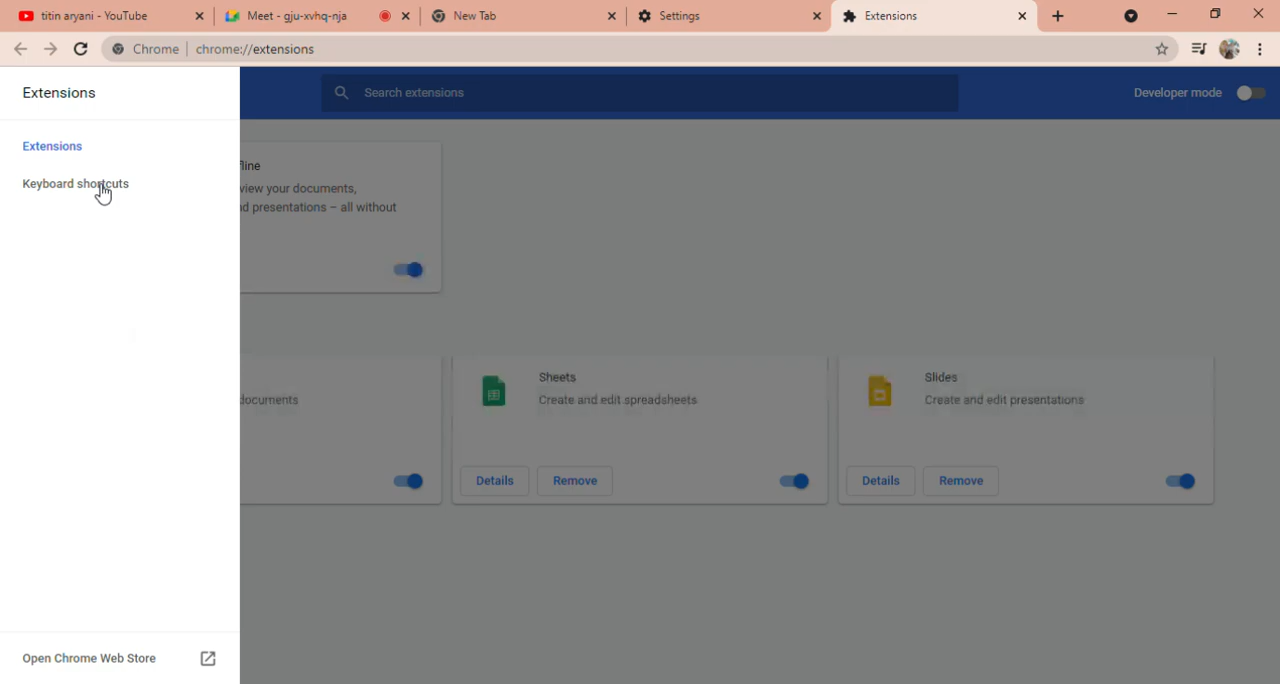 titin aryani - YouTube
Meet - gju-xvhq-nja
New Tab
Settings
Extensions
Chrome
chrome://extensions
Extensions
Search extensions
Developer mode
Extensions
Keyboard shortcuts
view your documents,
presentations – all without
Sheets
Create and edit spreadsheets
Slides
Create and edit presentations
documents
Details
Remove
Details
Remove
Open Chrome Web Store